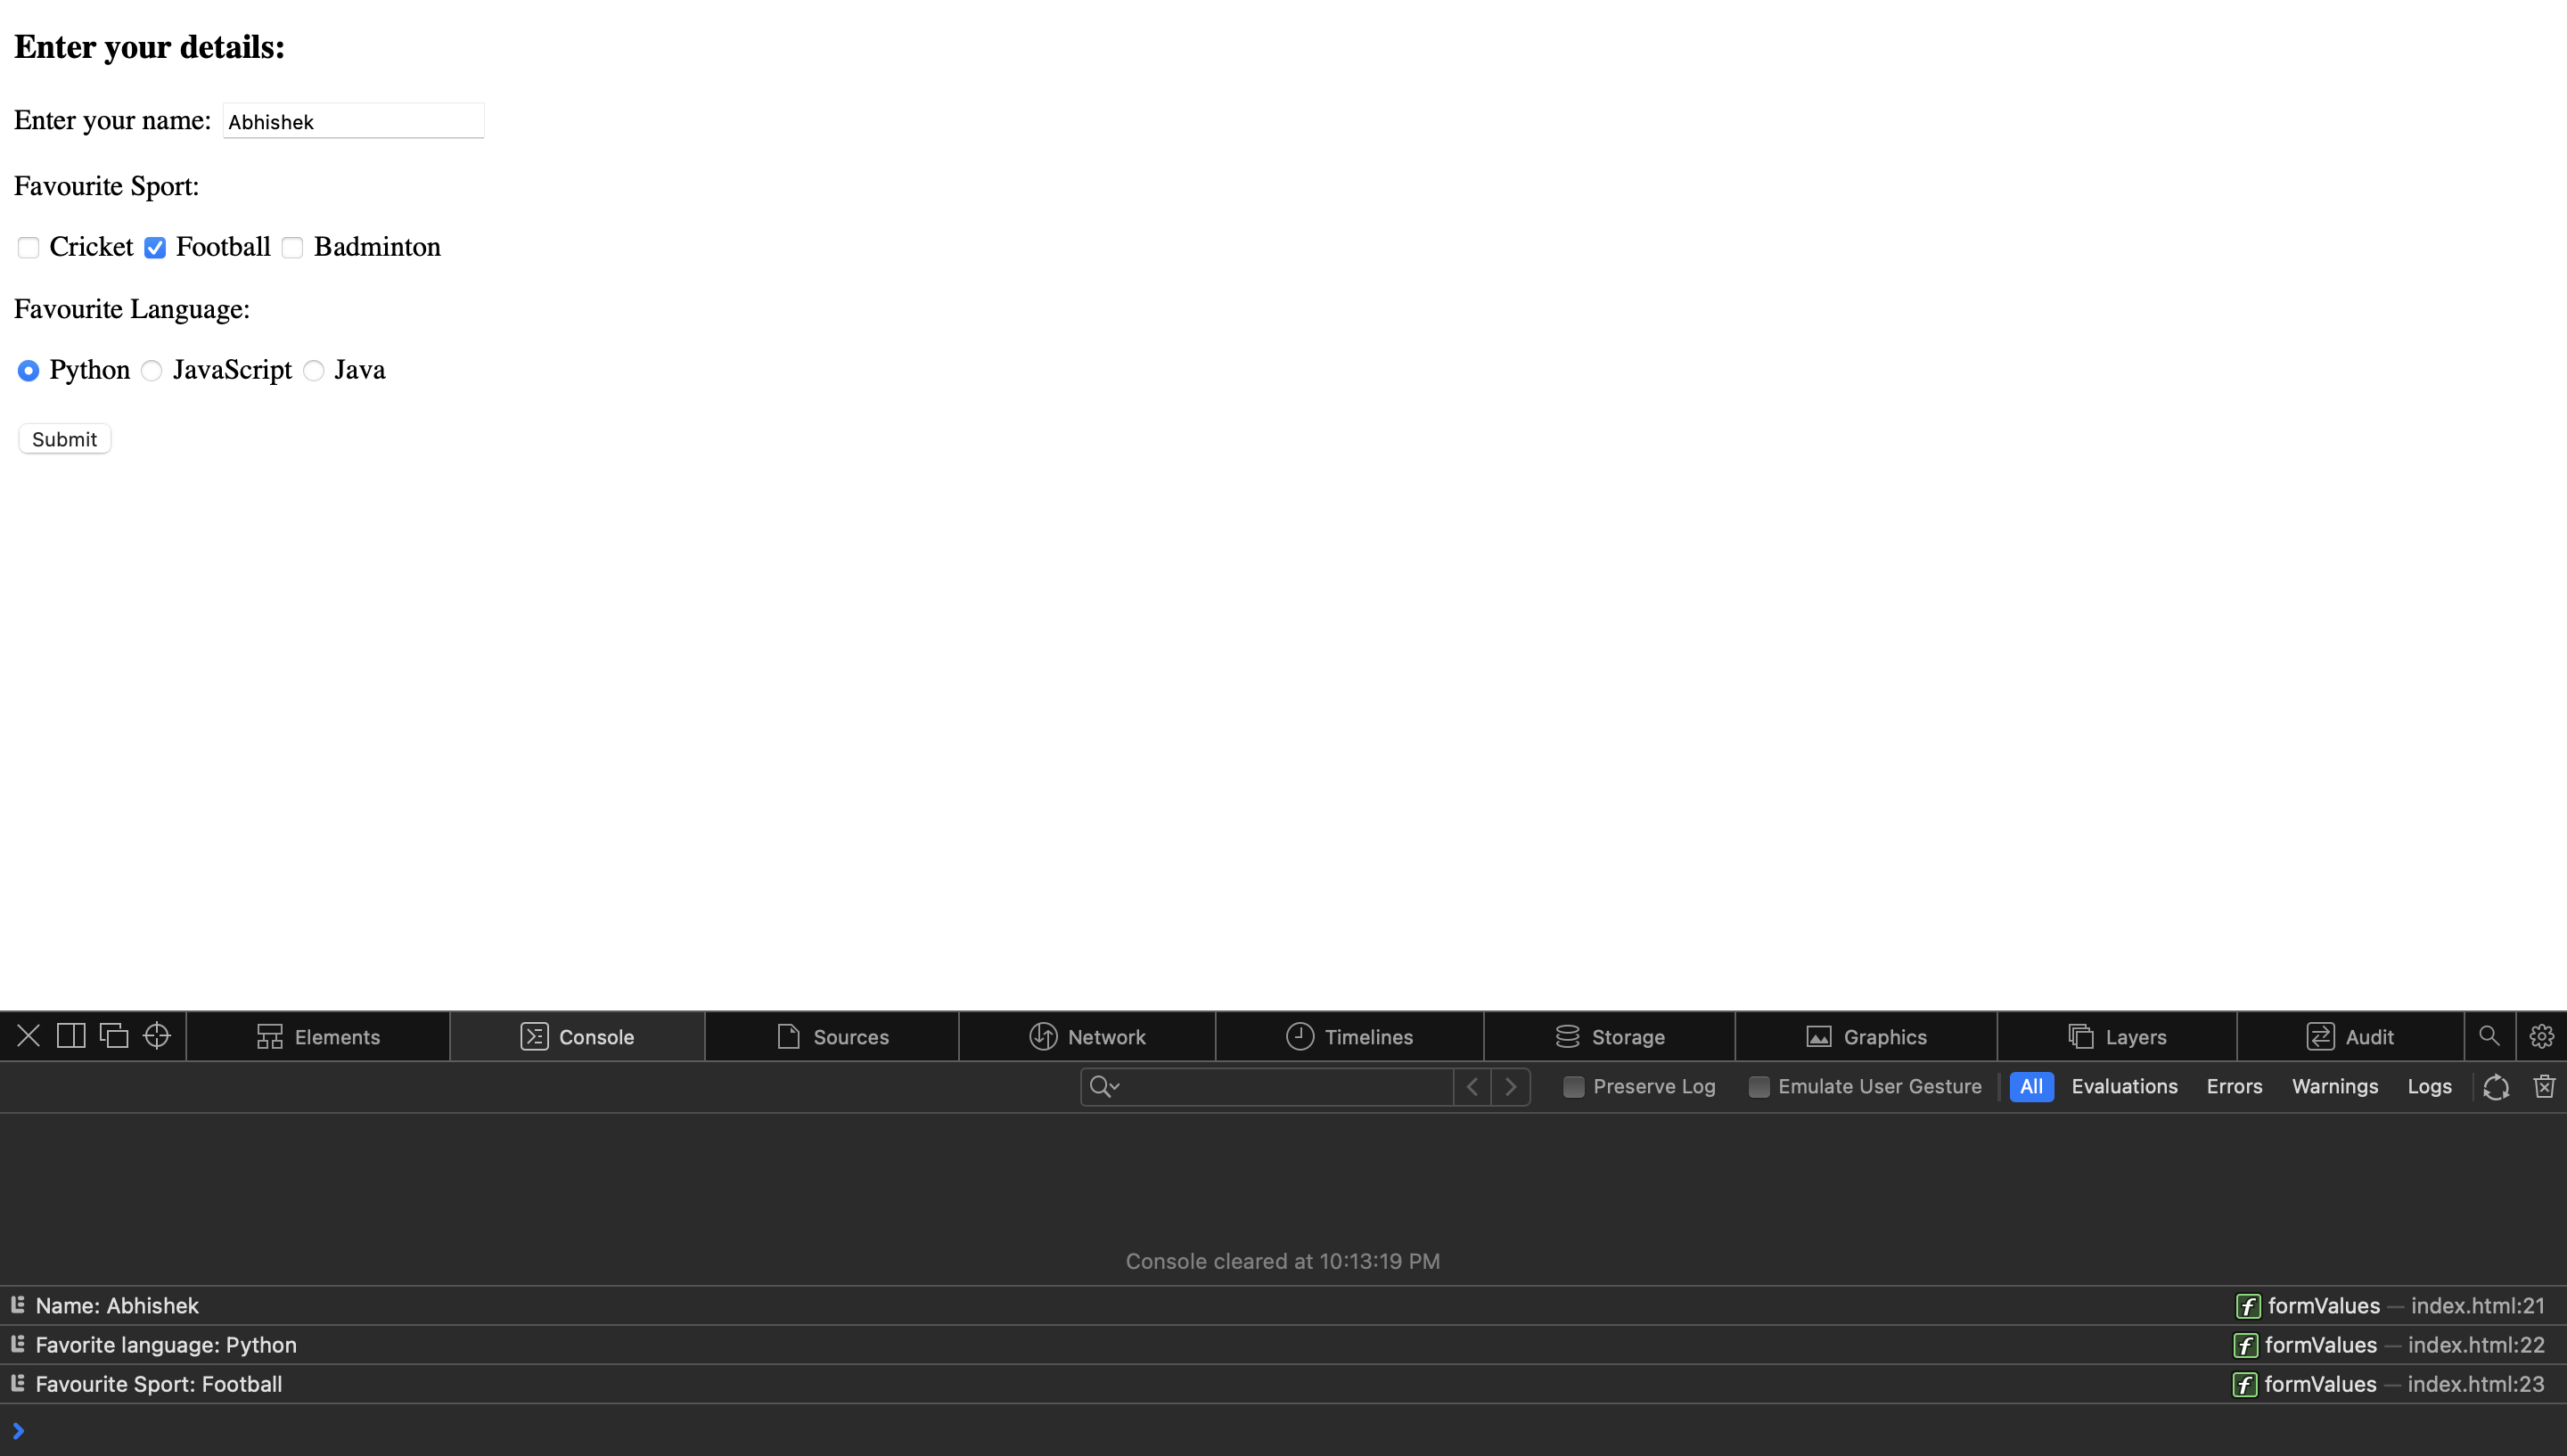 Enter your details:
Enter your name: Abhishek
Favourite Sport:
Cricket Football Badminton
Favourite Language:
Python JavaScript Java
Submit
Elements Console Sources Network Timelines Storage Graphics Layers Audit
Preserve Log Emulate User Gesture All Evaluations Errors Warnings Logs
Console cleared at 10:13:19 PM
Name: Abhishek f formValues — index.html:21
Favorite language: Python f formValues — index.html:22
Favourite Sport: Football f formValues — index.html:23